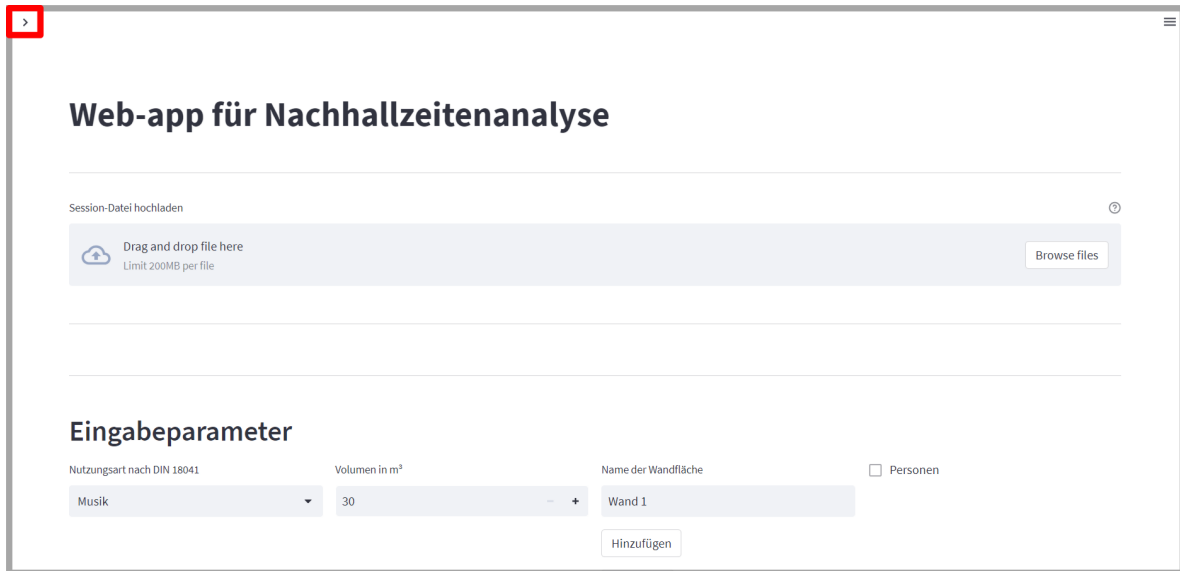 Web-app für Nachhallzeitenanalyse
Session-Datei hochladen
Drag and drop file here
Limit 200MB per file
Browse files
Eingabeparameter
Nutzungsart nach DIN 18041
Volumen in m³
Name der Wandfläche
Personen
Musik
30
Wand 1
Hinzufügen